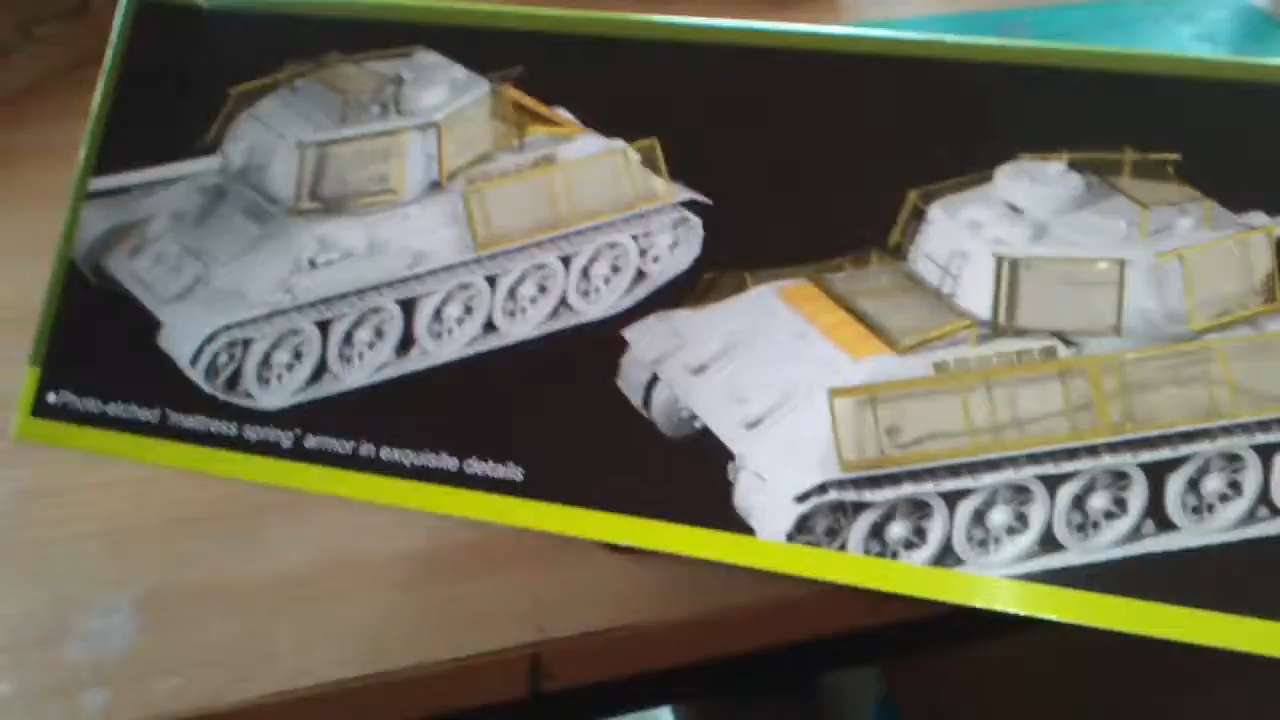 •Photo-etched "mattress spring" armor in exquisite details